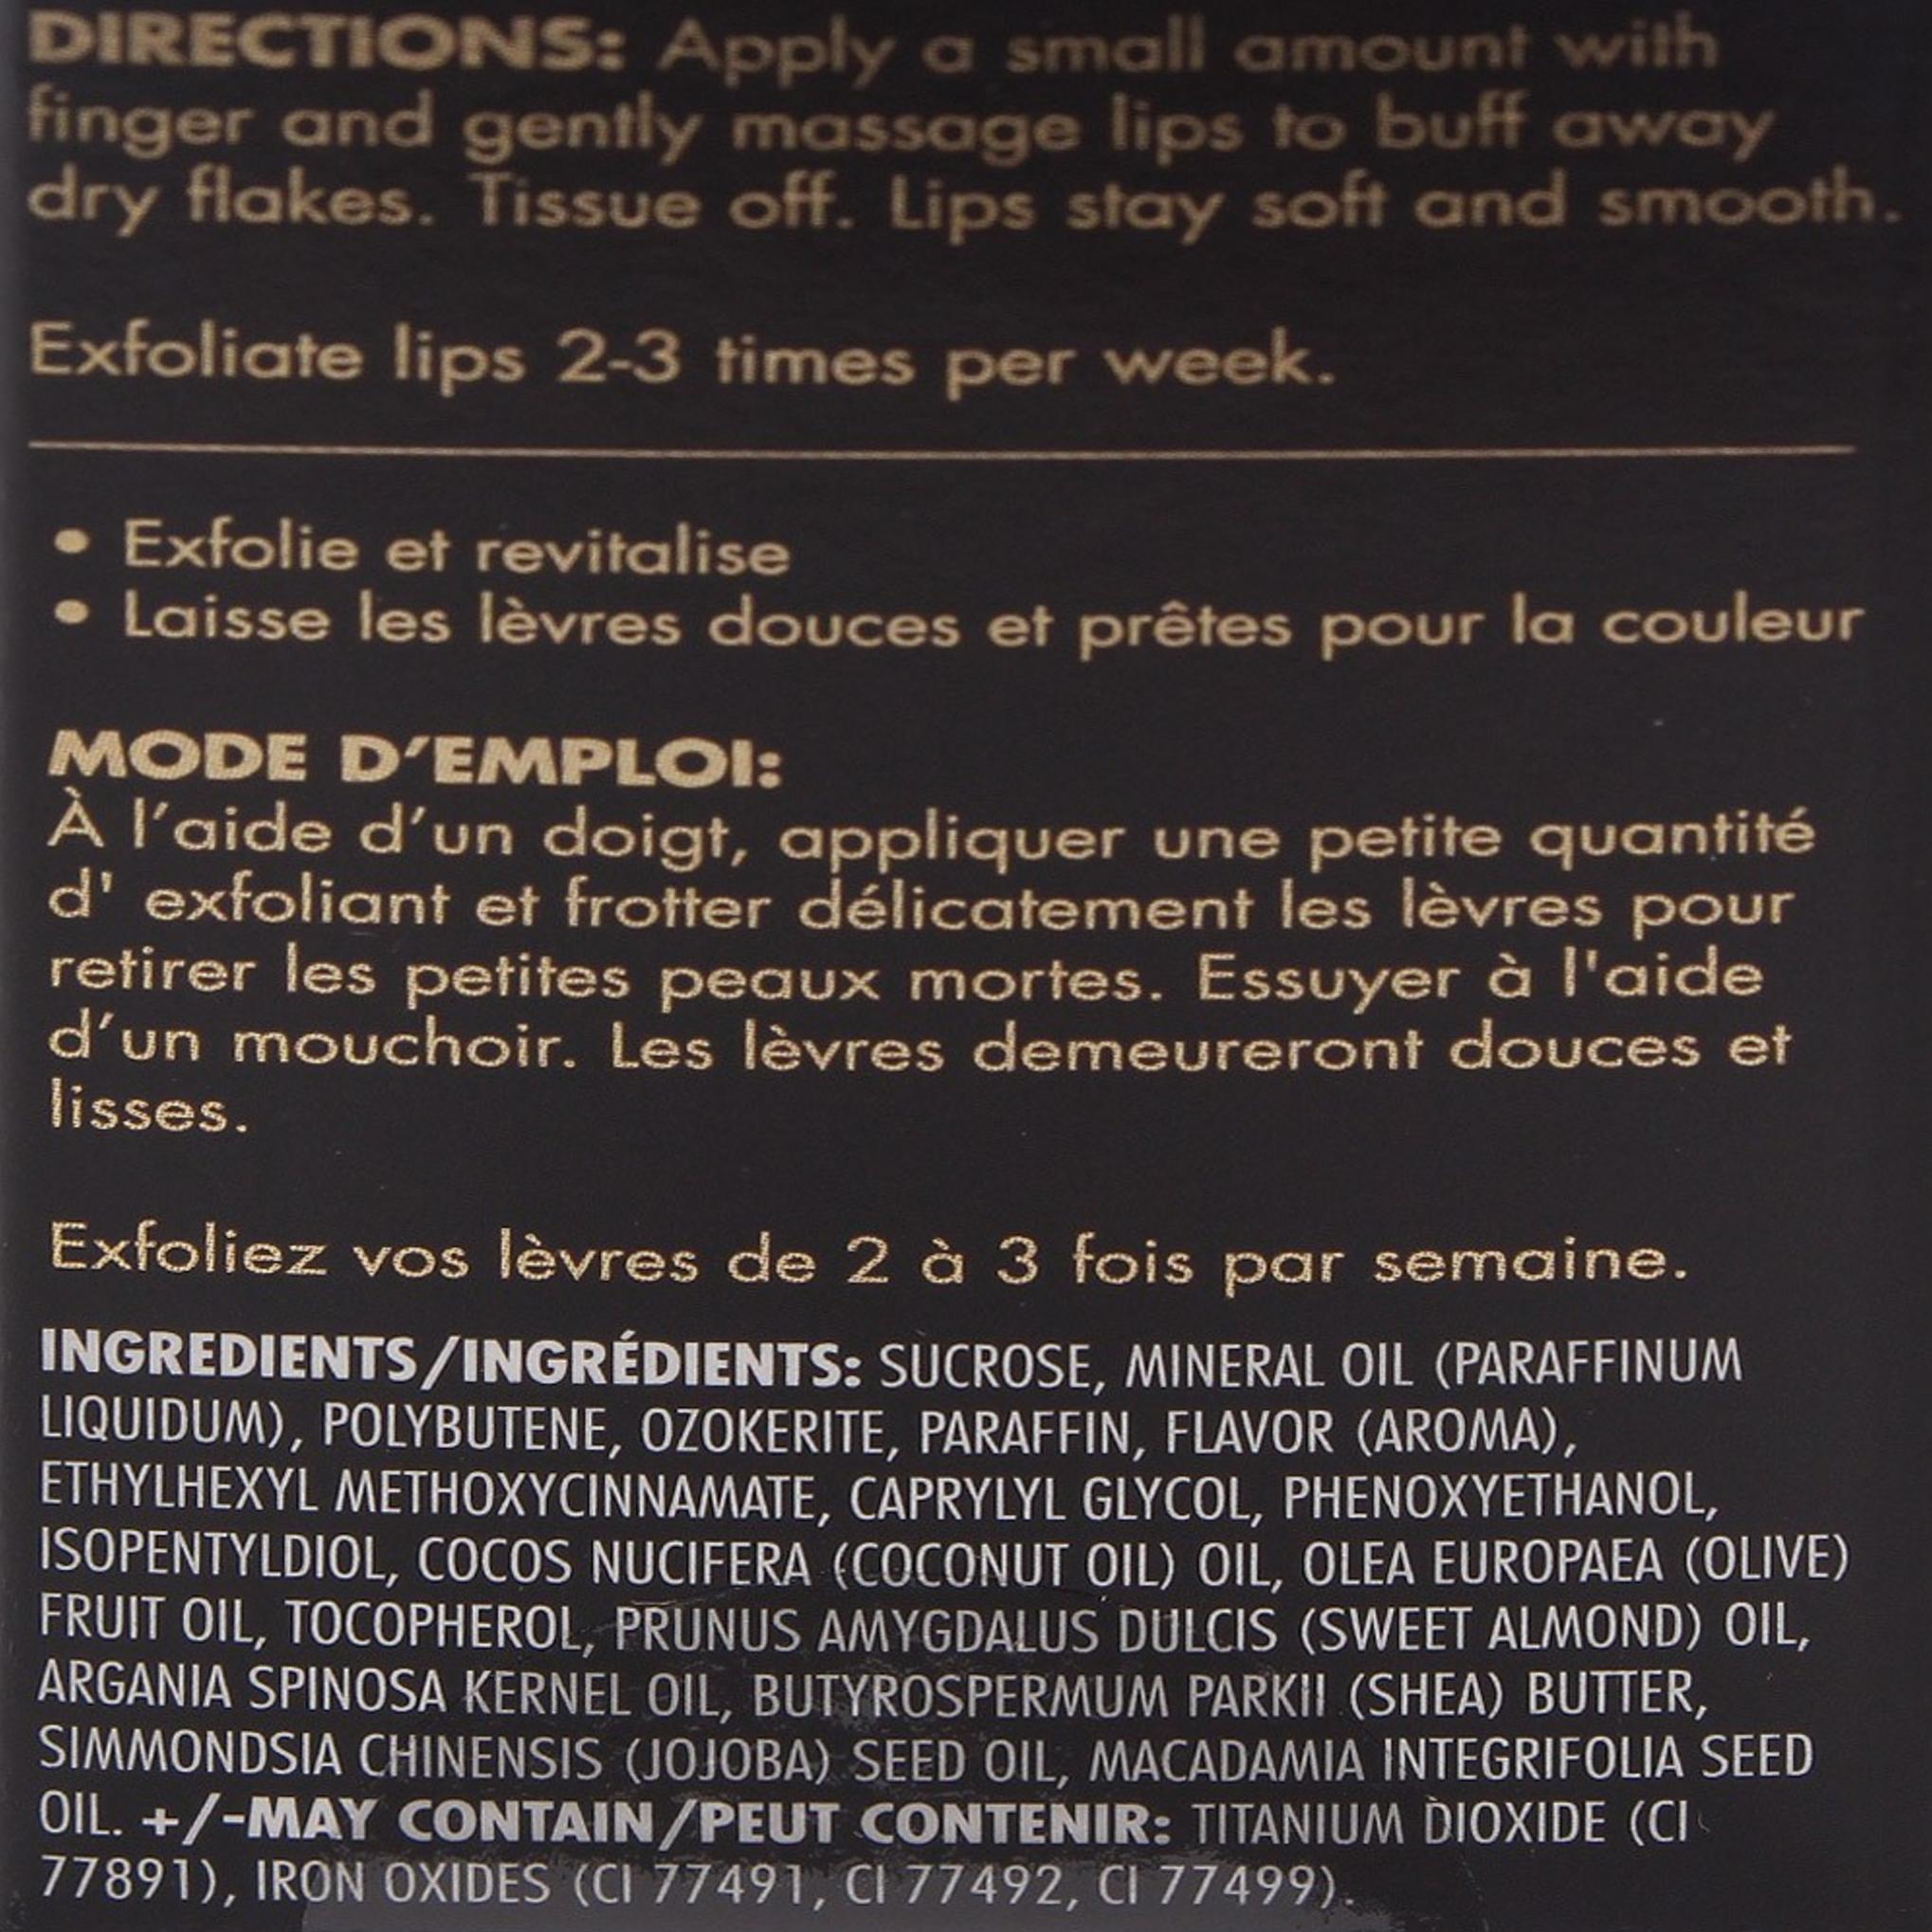 DIRECTIONS: Apply a small amount with
finger and gently massage lips to buff away
dry flakes. Tissue off. Lips stay soft and smooth.
Exfoliate lips 2-3 times per week.
• Exfolie et revitalise
• Laisse les lèvres douces et prêtes pour la couleur
MODE D’EMPLOI:
À l’aide d’un doigt, appliquer une petite quantité
d' exfoliant et frotter délicatement les lèvres pour
retirer les petites peaux mortes. Essuyer à l'aide
d’un mouchoir. Les lèvres demeureront douces et
lisses.
Exfoliez vos lèvres de 2 à 3 fois par semaine.
INGREDIENTS/INGRÉDIENTS: SUCROSE, MINERAL OIL (PARAFFINUM
LIQUIDUM), POLYBUTENE, OZOKERITE, PARAFFIN, FLAVOR (AROMA),
ETHYLHEXYL METHOXYCINNAMATE, CAPRYLYL GLYCOL, PHENOXYETHANOL,
ISOPENTYLDIOL, COCOS NUCIFERA (COCONUT OIL) OIL, OLEA EUROPAEA (OLIVE)
FRUIT OIL, TOCOPHEROL, PRUNUS AMYGDALUS DULCIS (SWEET ALMOND) OIL,
ARGANIA SPINOSA KERNEL OIL, BUTYROSPERMUM PARKII (SHEA) BUTTER,
SIMMONDSIA CHINENSIS (JOJOBA) SEED OIL, MACADAMIA INTEGRIFOLIA SEED
OIL. +/-MAY CONTAIN/PEUT CONTENIR: TITANIUM DIOXIDE (CI
77891), IRON OXIDES (CI 77491, CI 77492, CI 77499).